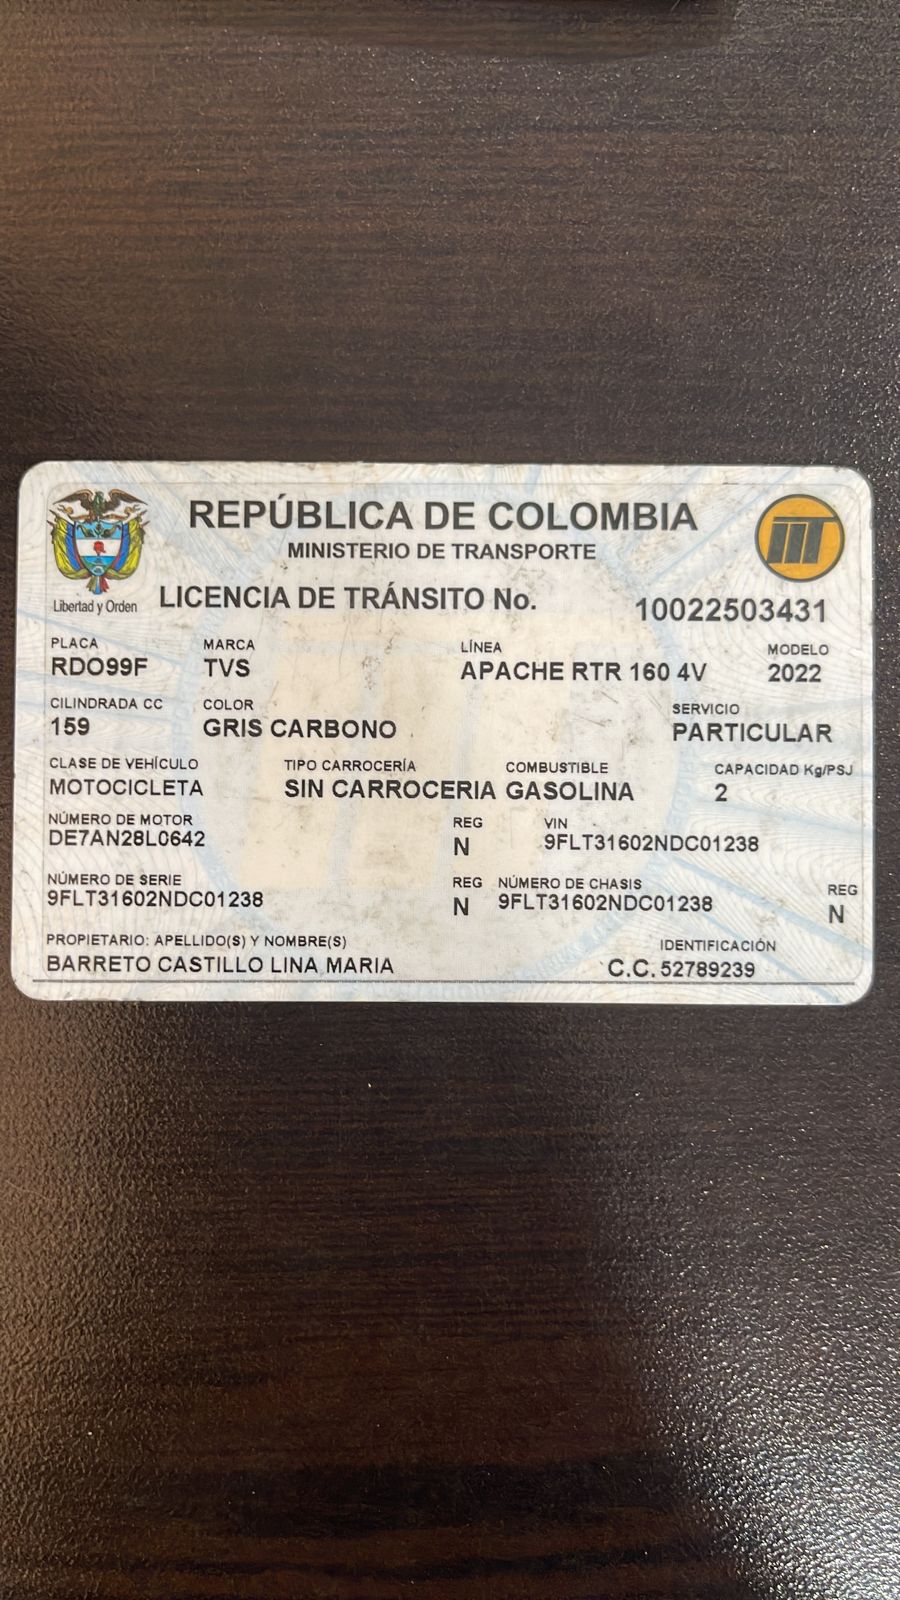 REPÚBLICA DE COLOMBIA
MINISTERIO DE TRANSPORTE
Libertad y Orden
LICENCIA DE TRÁNSITO No. 10022503431
PLACA MARCA LÍNEA MODELO
RDO99F TVS APACHE RTR 160 4V 2022
CILINDRADA CC COLOR SERVICIO
159 GRIS CARBONO PARTICULAR
CLASE DE VEHÍCULO TIPO CARROCERÍA COMBUSTIBLE CAPACIDAD Kg/PSJ
MOTOCICLETA SIN CARROCERIA GASOLINA 2
NÚMERO DE MOTOR REG VIN
DE7AN28L0642 N 9FLT31602NDC01238
NÚMERO DE SERIE REG NÚMERO DE CHASIS REG
9FLT31602NDC01238 N 9FLT31602NDC01238 N
PROPIETARIO: APELLIDO(S) Y NOMBRE(S) IDENTIFICACIÓN
BARRETO CASTILLO LINA MARIA C.C. 52789239